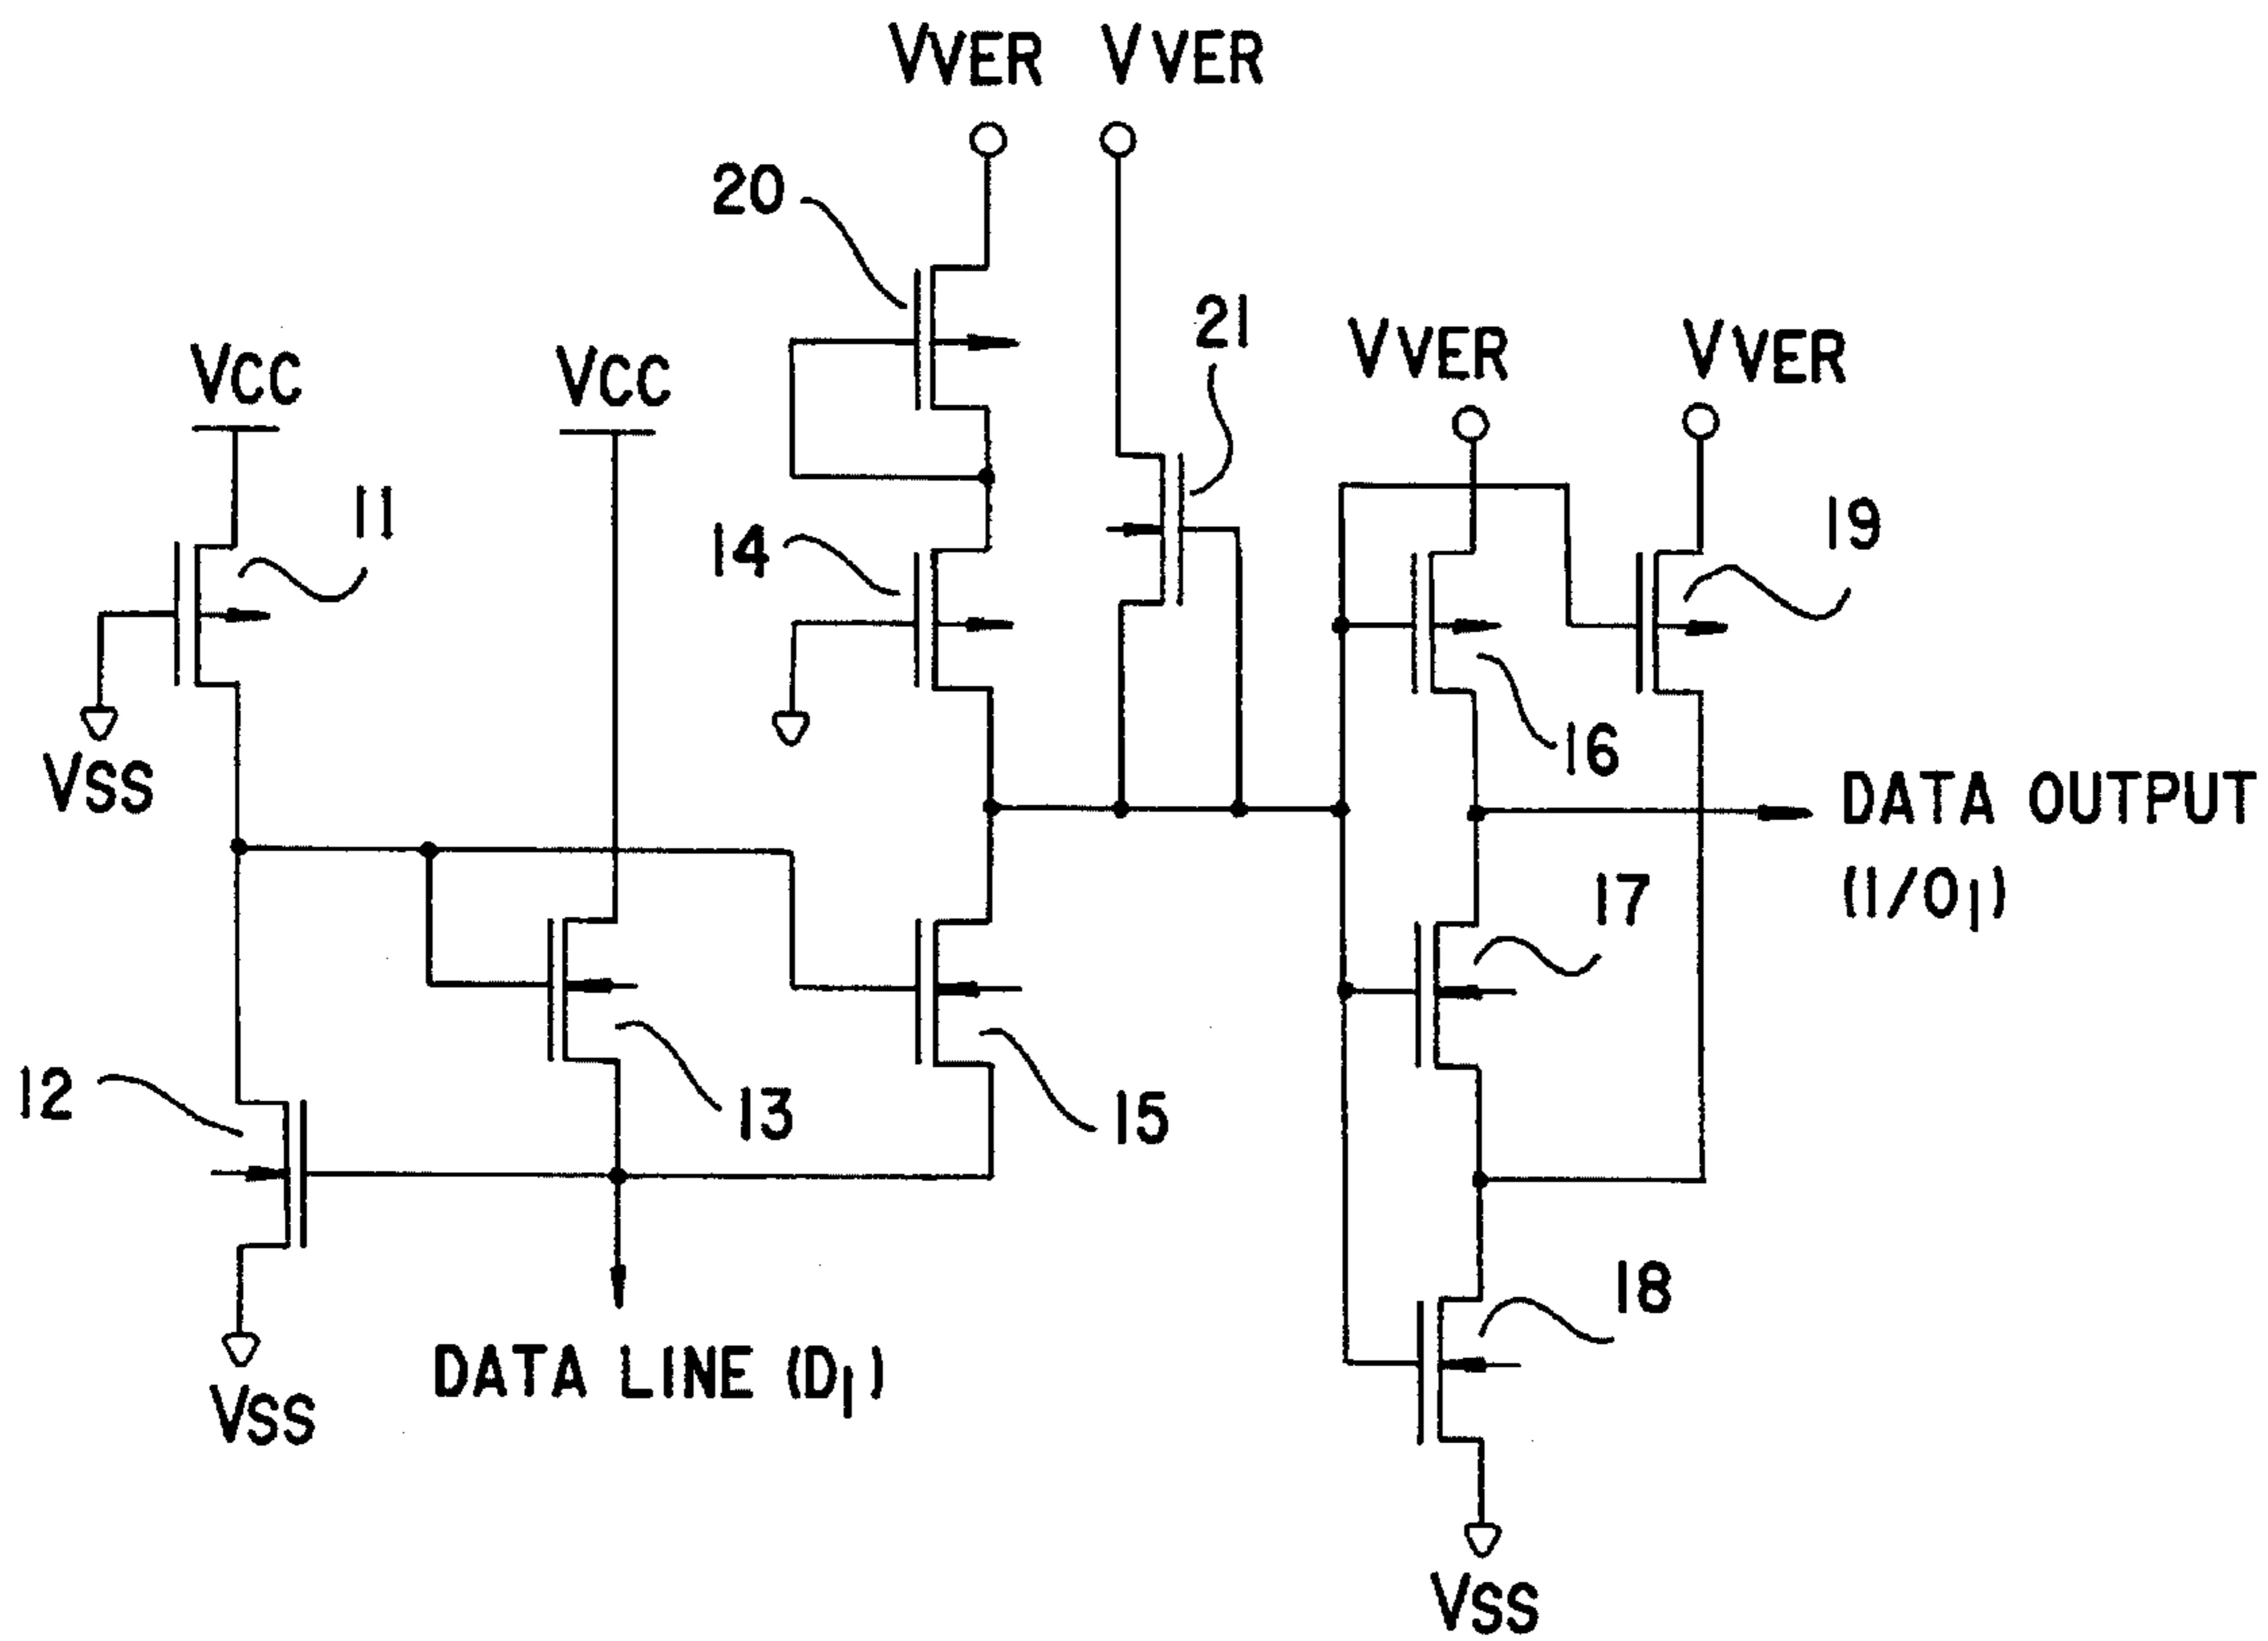 VVER VVER
20
21
VCC VCC VVER VVER
11 14 19
16
VSS
DATA OUTPUT
(I/O1)
17
12 13 15
18
DATA LINE (D1)
VSS
VSS